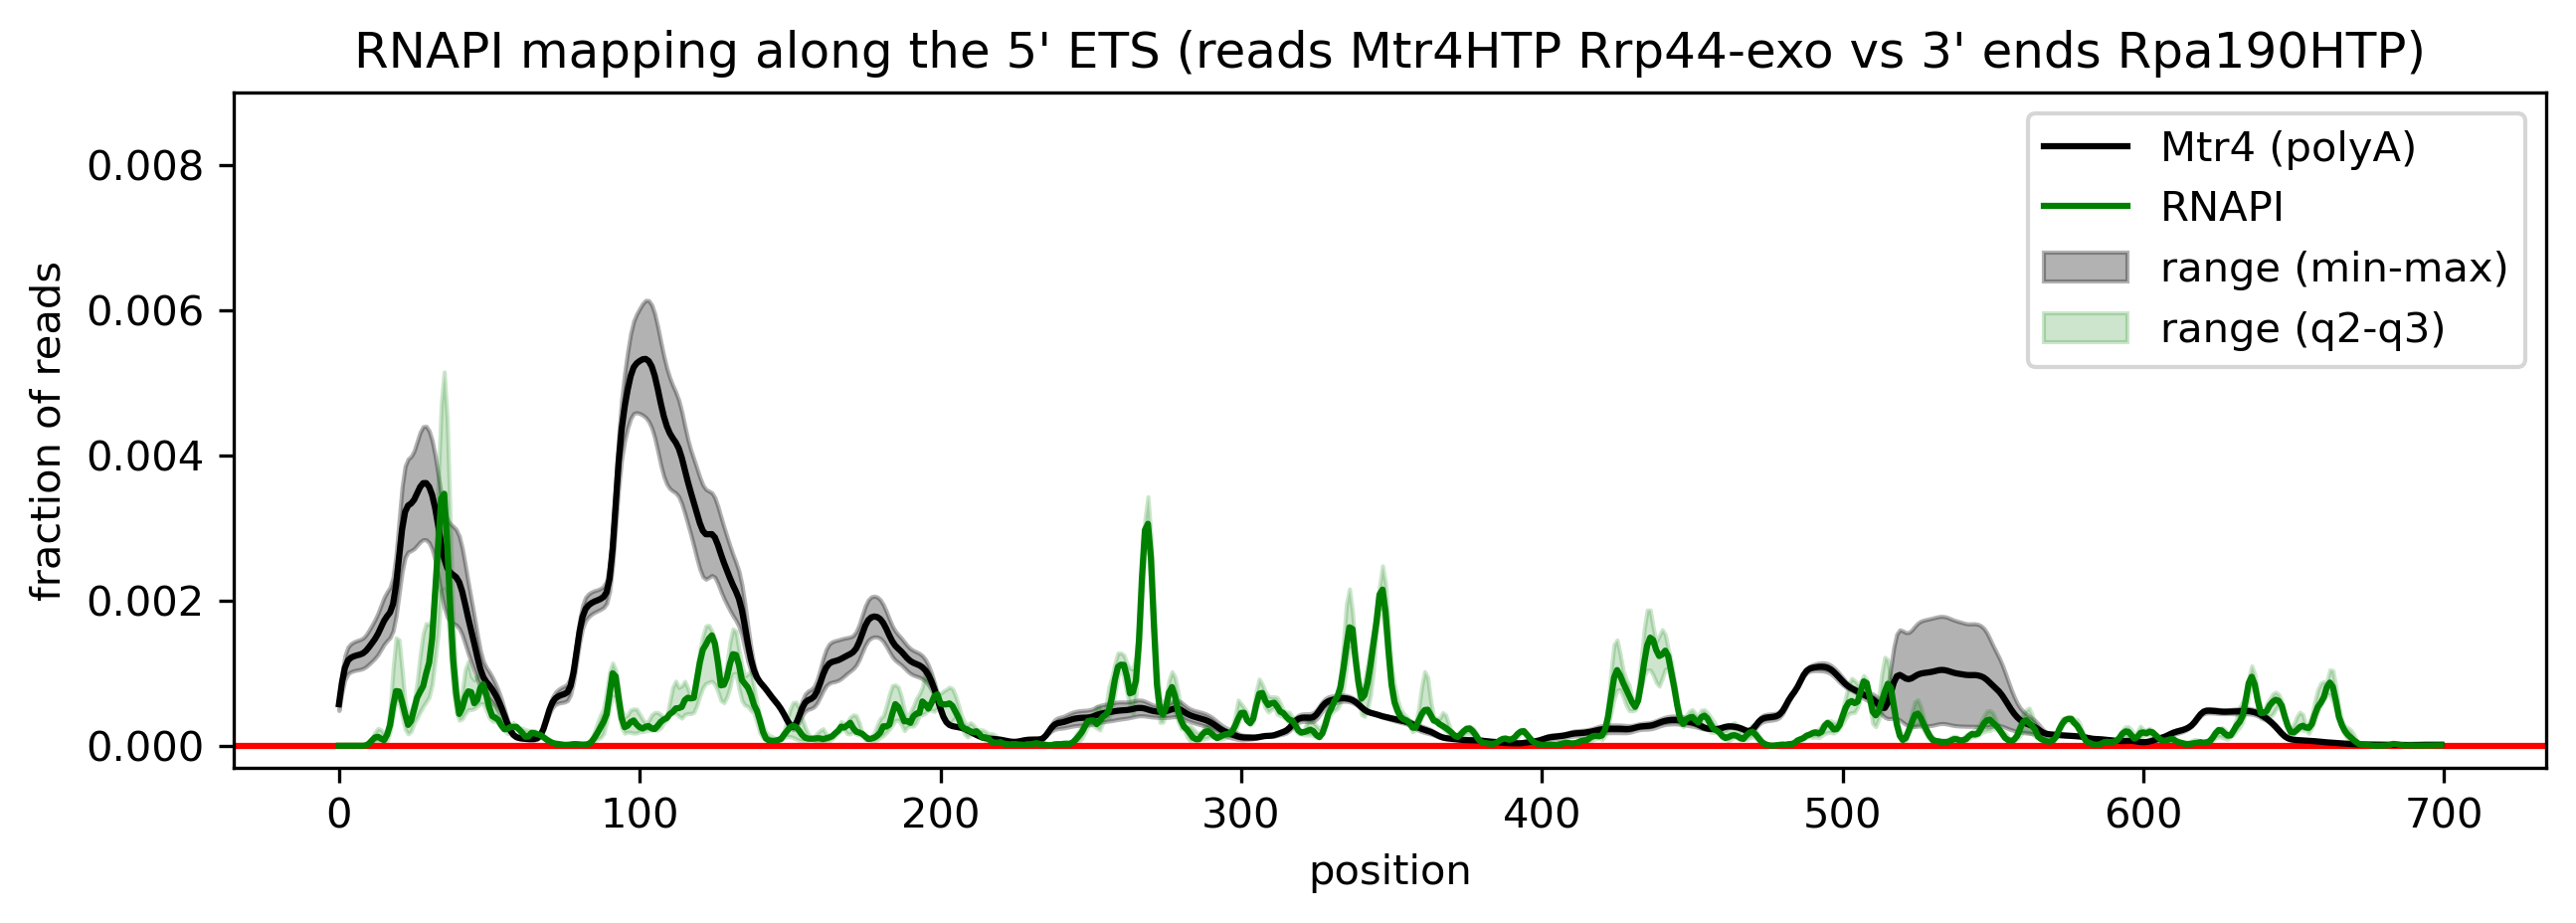 RNAPI mapping along the 5' ETS (reads Mtr4HTP Rrp44-exo vs 3' ends Rpa190HTP)
Mtr4 (polyA)
RNAPI
range (min-max)
range (q2-q3)
fraction of reads
0.008
0.006
0.004
0.002
0.000
0 100 200 300 400 500 600 700
position